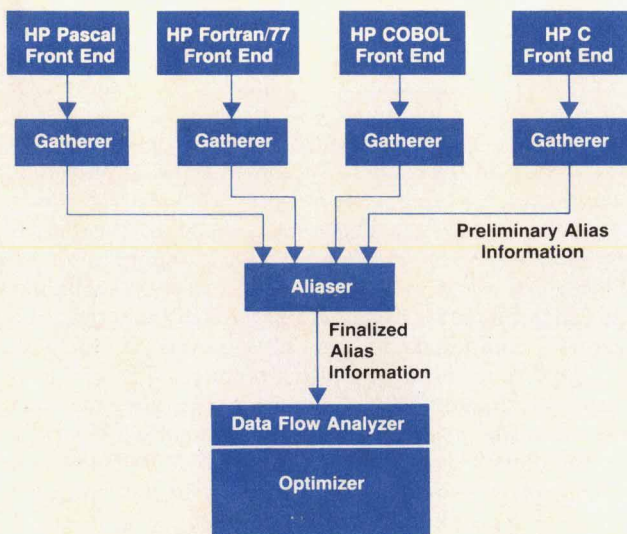 HP Pascal
Front End
HP Fortran/77
Front End
HP COBOL
Front End
HP C
Front End
Gatherer
Gatherer
Gatherer
Gatherer
Preliminary Alias
Information
Aliaser
Finalized
Alias
Information
Data Flow Analyzer
Optimizer